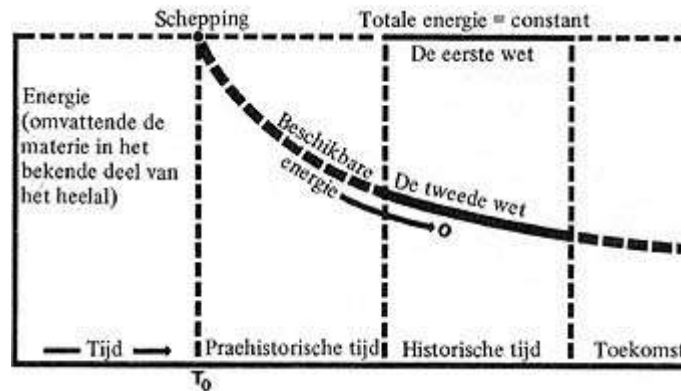 Schepping
Totale energie = constant
De eerste wet
Energie
(omvattende de
materie in het
bekende deel van
het heelal)
Beschikbare
energie
De tweede wet
O
Tijd
Praehistorische tijd
Historische tijd
Toekomst
To